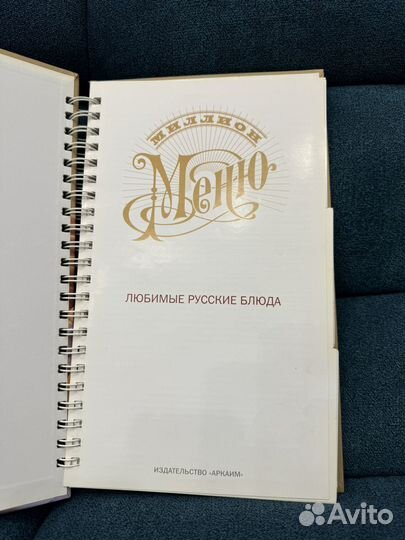 МИЛЛИОН
Меню
ЛЮБИМЫЕ РУССКИЕ БЛЮДА
ИЗДАТЕЛЬСТВО «АРКАИМ»
Avito